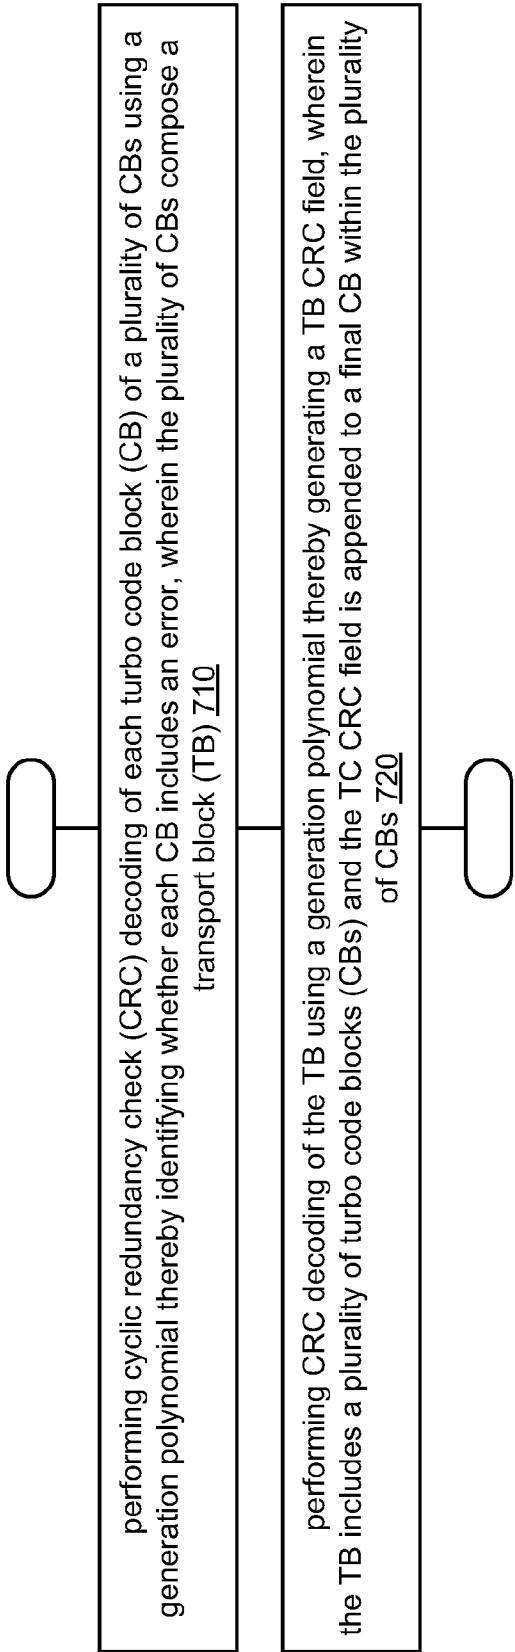 performing cyclic redundancy check (CRC) decoding of each turbo code block (CB) of a plurality of CBs using a
generation polynomial thereby identifying whether each CB includes an error, wherein the plurality of CBs compose a
transport block (TB) 710
performing CRC decoding of the TB using a generation polynomial thereby generating a TB CRC field, wherein
the TB includes a plurality of turbo code blocks (CBs) and the TC CRC field is appended to a final CB within the plurality
of CBs 720